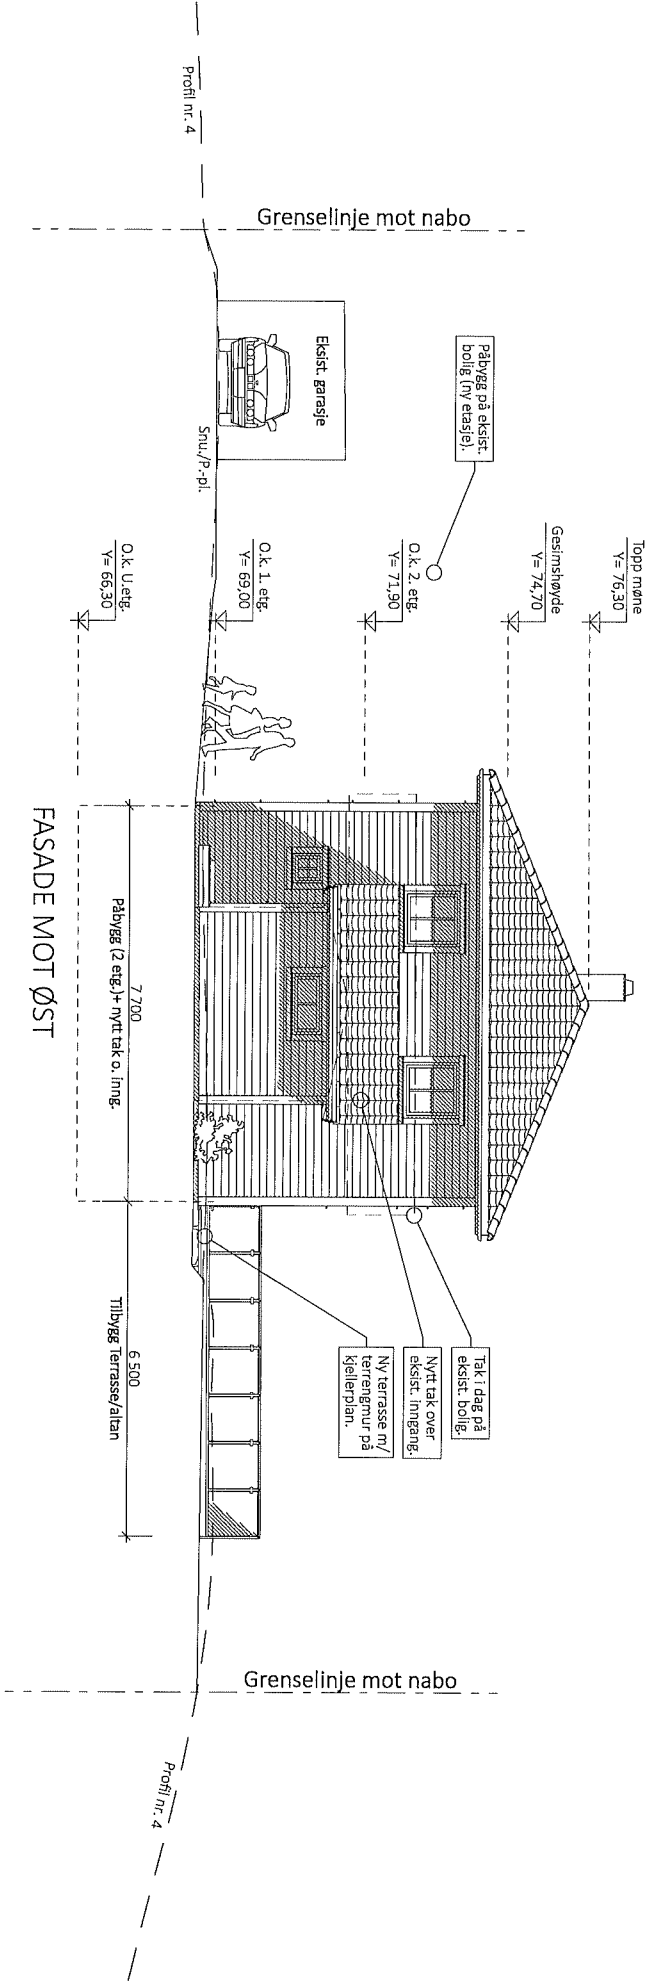 Topp møne
Y= 76,30
Gesimshøyde
Y= 74,70
Påbygg på eksist.
bolig (ny etasje).
O.k. 2. etg.
Y= 71,90
O.k. 1. etg.
Y= 69,00
O.k. U.etg.
Y= 66,30
Grenselinje mot nabo
Profil nr. 4
Eksist. garasje
Snu./P.-pl.
Tak i dag på
eksist. bolig.
Nytt tak over
eksist. inngang.
Ny terrasse m/
terrengmur på
kjellerplan.
Grenselinje mot nabo
Profil nr. 4
7 700
Påbygg (2 etg.)+ nytt tak o. inng.
6 500
Tilbygg Terrasse/altan
FASADE MOT ØST